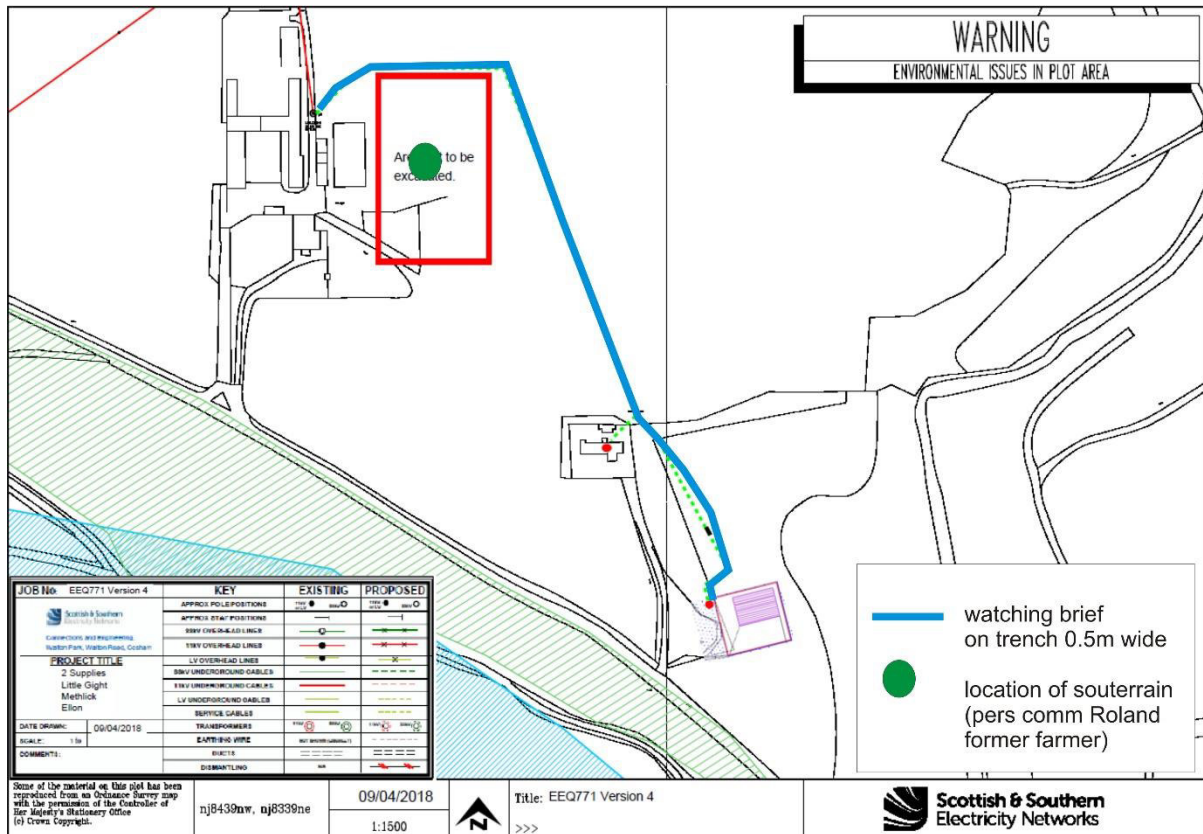 WARNING
ENVIRONMENTAL ISSUES IN PLOT AREA
to be
watching brief
on trench 0.5m wide
location of souterrain
(pers comm Roland
former farmer)
JOB No: EEQ771 Version 4
Scottish & Southern
Electricity Networks
Connections and Engineering
PROJECT TITLE
2 Supplies
Little Gight
Methlick
Ellon
DATE DRAWN: 09/04/2018
SCALE:
COMMENTS:
KEY EXISTING PROPOSED
APPROX POLE POSITIONS
APPROX STAY POSITIONS
33KV OVERHEAD LINES
11KV OVERHEAD LINES
LV OVERHEAD LINES
11KV UNDERGROUND CABLES
LV UNDERGROUND CABLES
SERVICE CABLES
TRANSFORMERS
EARTHING WIRE
DUCTS
DISMANTLING
Some of the material on this plot has been
reproduced from an Ordnance Survey map
with the permission of the Controller of
Her Majesty's Stationery Office
(c) Crown Copyright.
nj8439nw, nj8339ne
09/04/2018
1:1500
N
Title: EEQ771 Version 4
>>>
Scottish & Southern
Electricity Networks